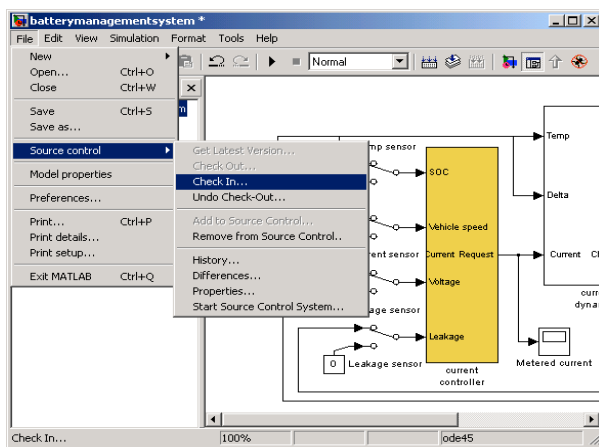 batterymanagementsystem *
File Edit View Simulation Format Tools Help
Normal
New
Open... Ctrl+O
Close Ctrl+W
Save Ctrl+S
Save as...
Source control
Model properties
Preferences...
Print... Ctrl+P
Print details...
Print setup...
Exit MATLAB Ctrl+Q
Get Latest Version...
Check Out...
Check In...
Undo Check-Out...
Add to Source Control...
Remove from Source Control..
History...
Differences...
Properties...
Start Source Control System...
mp sensor
SOC
Vehicle speed
rent sensor
Current Request
Voltage
age sensor
Leakage
0
Leakage sensor
current
controller
Temp
Delta
Current
Metered current
Check In...
100%
ode45